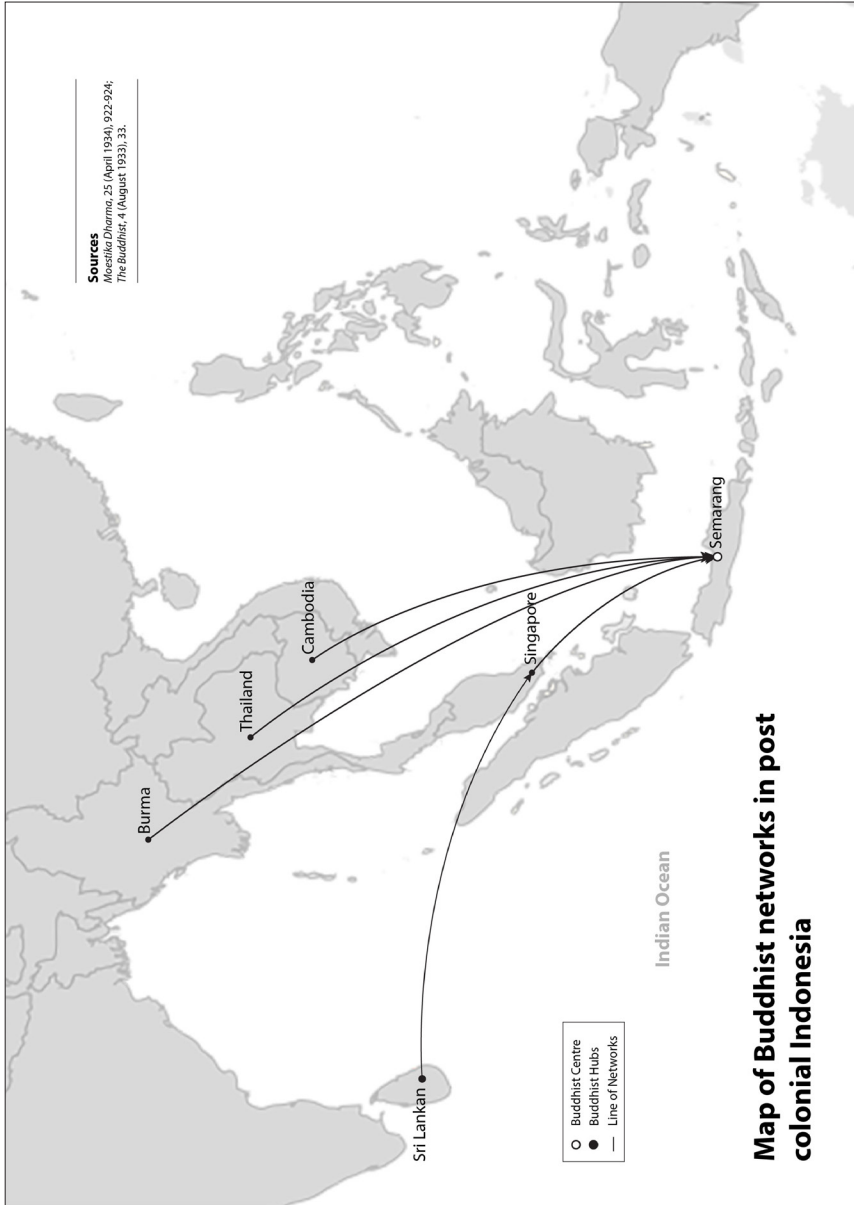 Sources
Moestika Dharma, 25 (April 1934), 922-924;
The Buddhist, 4 (August 1933), 33.
Burma
Thailand
Cambodia
Singapore
Semarang
Sri Lankan
Indian Ocean
Buddhist Centre
Buddhist Hubs
Line of Networks
Map of Buddhist networks in post
colonial Indonesia